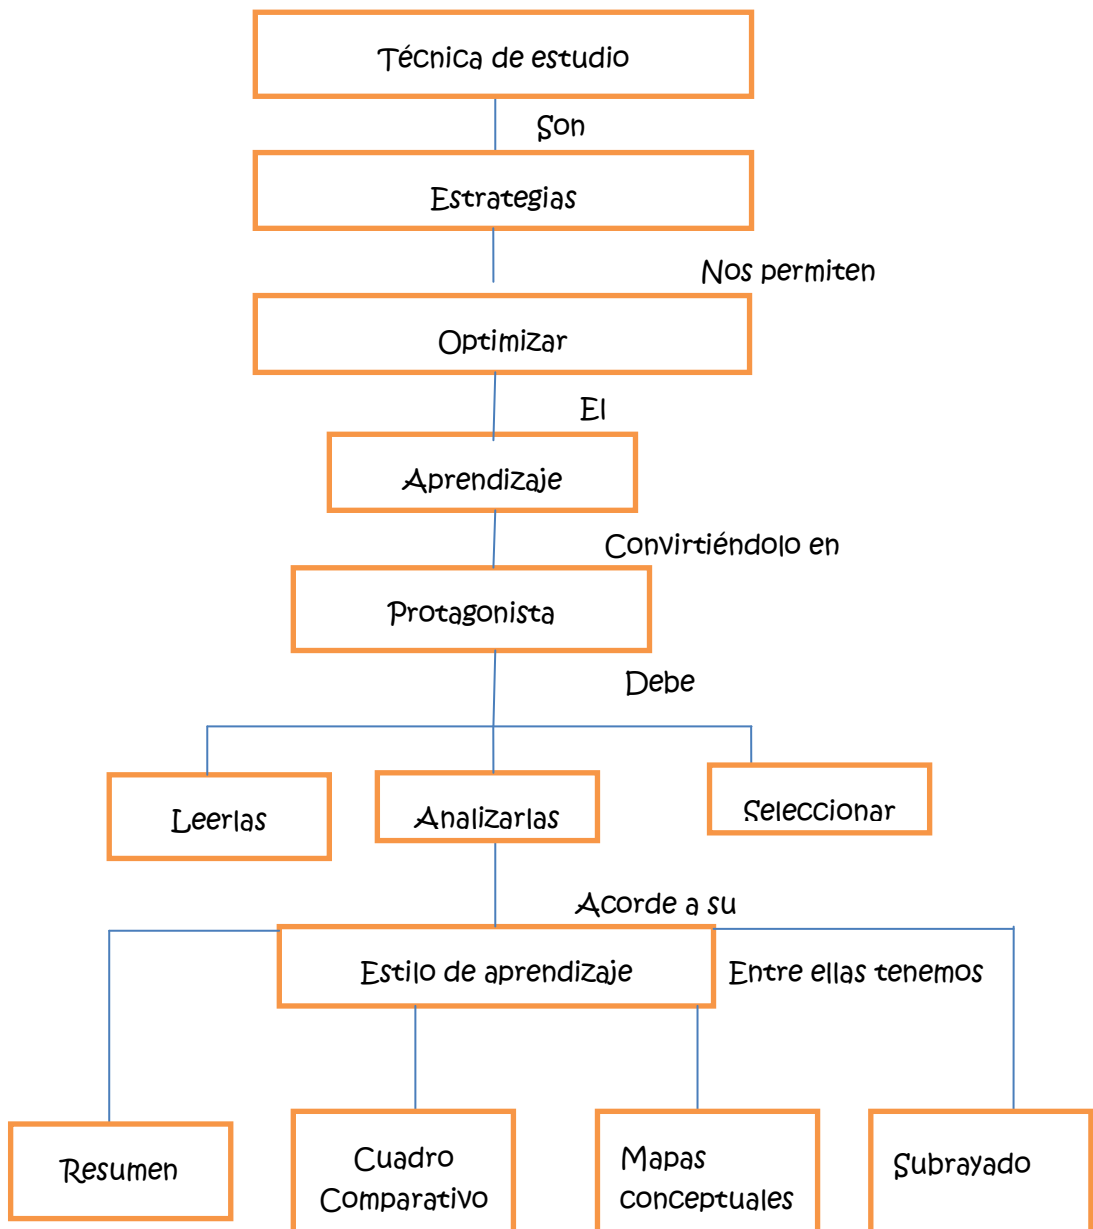 Técnica de estudio
Son
Estrategias
Nos permiten
Optimizar
El
Aprendizaje
Convirtiéndolo en
Protagonista
Debe
Leerlas
Analizarlas
Seleccionar
Acorde a su
Estilo de aprendizaje
Entre ellas tenemos
Resumen
Cuadro
Comparativo
Mapas
conceptuales
Subrayado